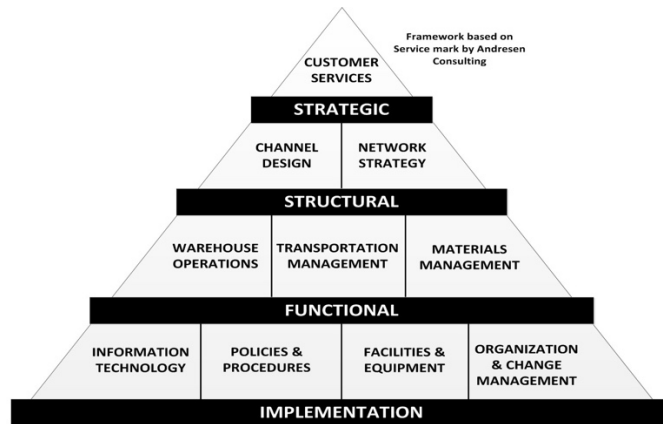 Framework based on
Service mark by Andresen
Consulting
CUSTOMER
SERVICES
STRATEGIC
CHANNEL
DESIGN
NETWORK
STRATEGY
STRUCTURAL
WAREHOUSE
OPERATIONS
TRANSPORTATION
MANAGEMENT
MATERIALS
MANAGEMENT
FUNCTIONAL
INFORMATION
TECHNOLOGY
POLICIES &
PROCEDURES
FACILITIES &
EQUIPMENT
ORGANIZATION
& CHANGE
MANAGEMENT
IMPLEMENTATION